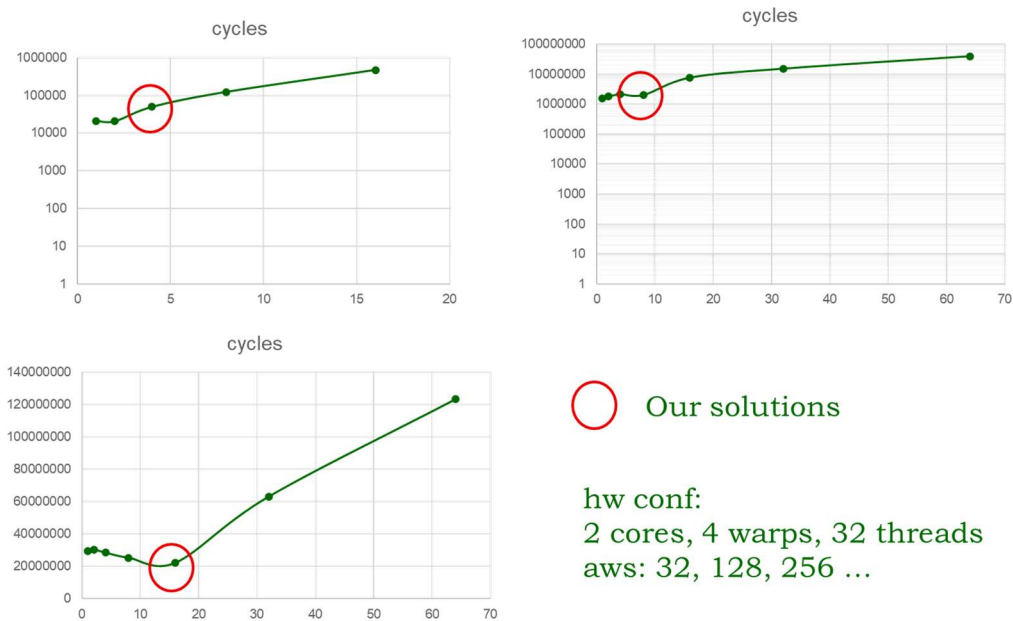 cycles
1000000
100000
10000
1000
100
10
1
0 5 10 15 20
cycles
100000000
10000000
1000000
100000
10000
1000
100
10
1
0 10 20 30 40 50 60 70
cycles
140000000
120000000
100000000
80000000
60000000
40000000
20000000
0
0 10 20 30 40 50 60 70
Our solutions
hw conf:
2 cores, 4 warps, 32 threads
aws: 32, 128, 256 ...